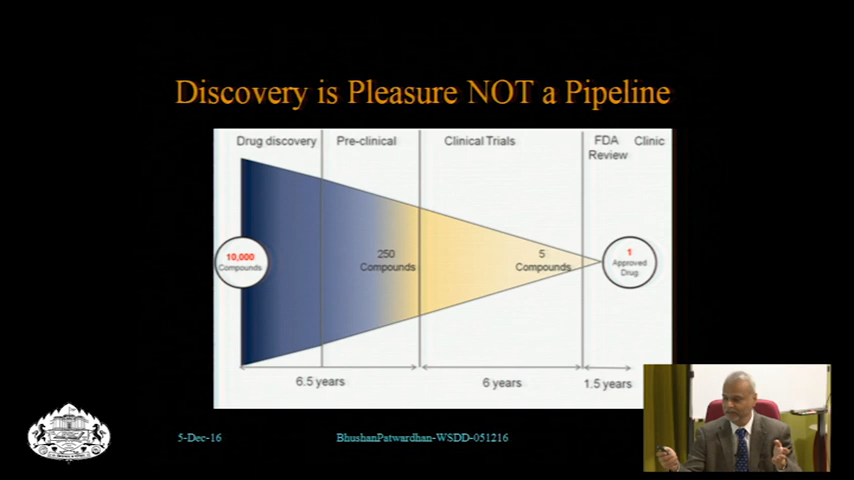 Discovery is Pleasure NOT a Pipeline
Drug discovery
Pre-clinical
Clinical Trials
FDA
Review
Clinic
10,000
Compounds
250
Compounds
5
Compounds
1
Approved
Drug
6.5 years
6 years
1.5 years
5-Dec-16
BhushanPatwardhan-WSDD-051216